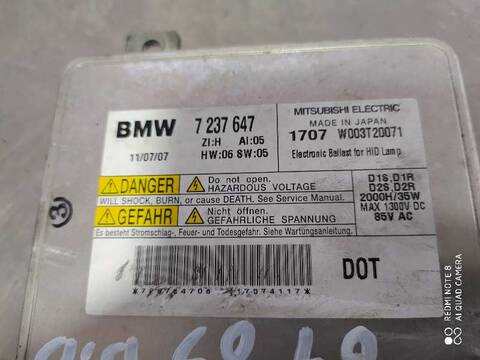 BMW 7 237 647
ZI:H AI:05
11/07/07 HW:06 SW:05
MITSUBISHI ELECTRIC
MADE IN JAPAN
1707 W003T20071
Electronic Ballast for HID Lamp
DANGER Do not open. HAZARDOUS VOLTAGE
WILL SHOCK, BURN, or cause DEATH. See Service Manual.
GEFAHR Nicht öffnen. GEFÄHRLICHE SPANNUNG
Es besteht Stromschlag-, Feuer- und Todesgefahr. Siehe Wartungsanleitung
D1S,D1R
D2S,D2R
2000H/35W
MAX 1300V DC
85V AC
3
DOT
REDMI NOTE 8
AI QUAD CAMERA